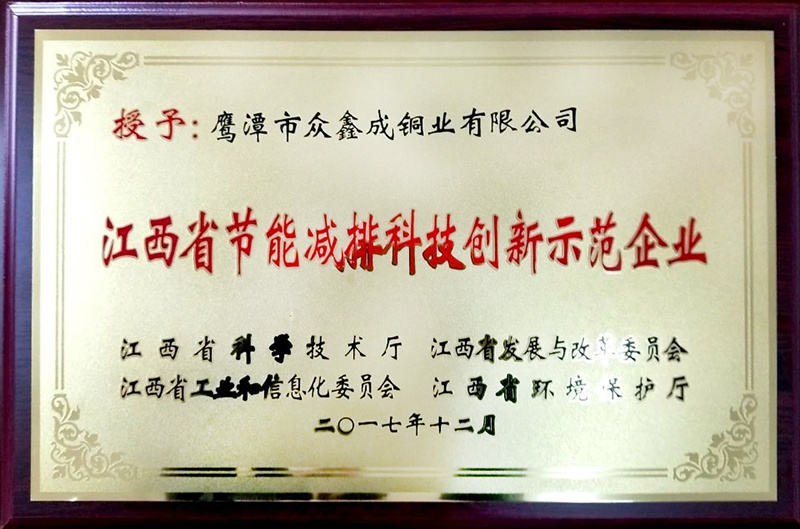 授予:鹰潭市众鑫成铜业有限公司
江西省节能减排科技创新示范企业
江西省科学技术厅 江西省发展与改革委员会
江西省工业和信息化委员会 江西省环境保护厅
二〇一七年十二月